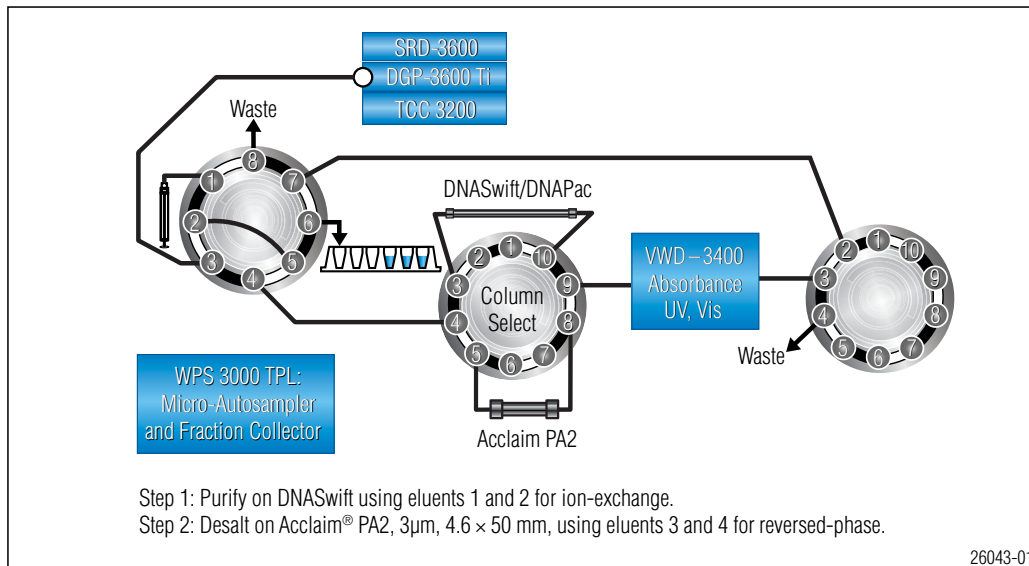 SRD-3600
DGP-3600 Ti
TCC 3200
Waste
8
1
7
2
6
3
5
4
DNASwift/DNAPac
1
2
10
3
9
Column
Select
4
8
5
7
6
VWD–3400
Absorbance
UV, Vis
1
2
10
3
9
4
8
5
7
6
Waste
WPS 3000 TPL:
Micro-Autosampler
and Fraction Collector
Acclaim PA2
Step 1: Purify on DNASwift using eluents 1 and 2 for ion-exchange.
Step 2: Desalt on Acclaim® PA2, 3µm, 4.6 × 50 mm, using eluents 3 and 4 for reversed-phase.
26043-01